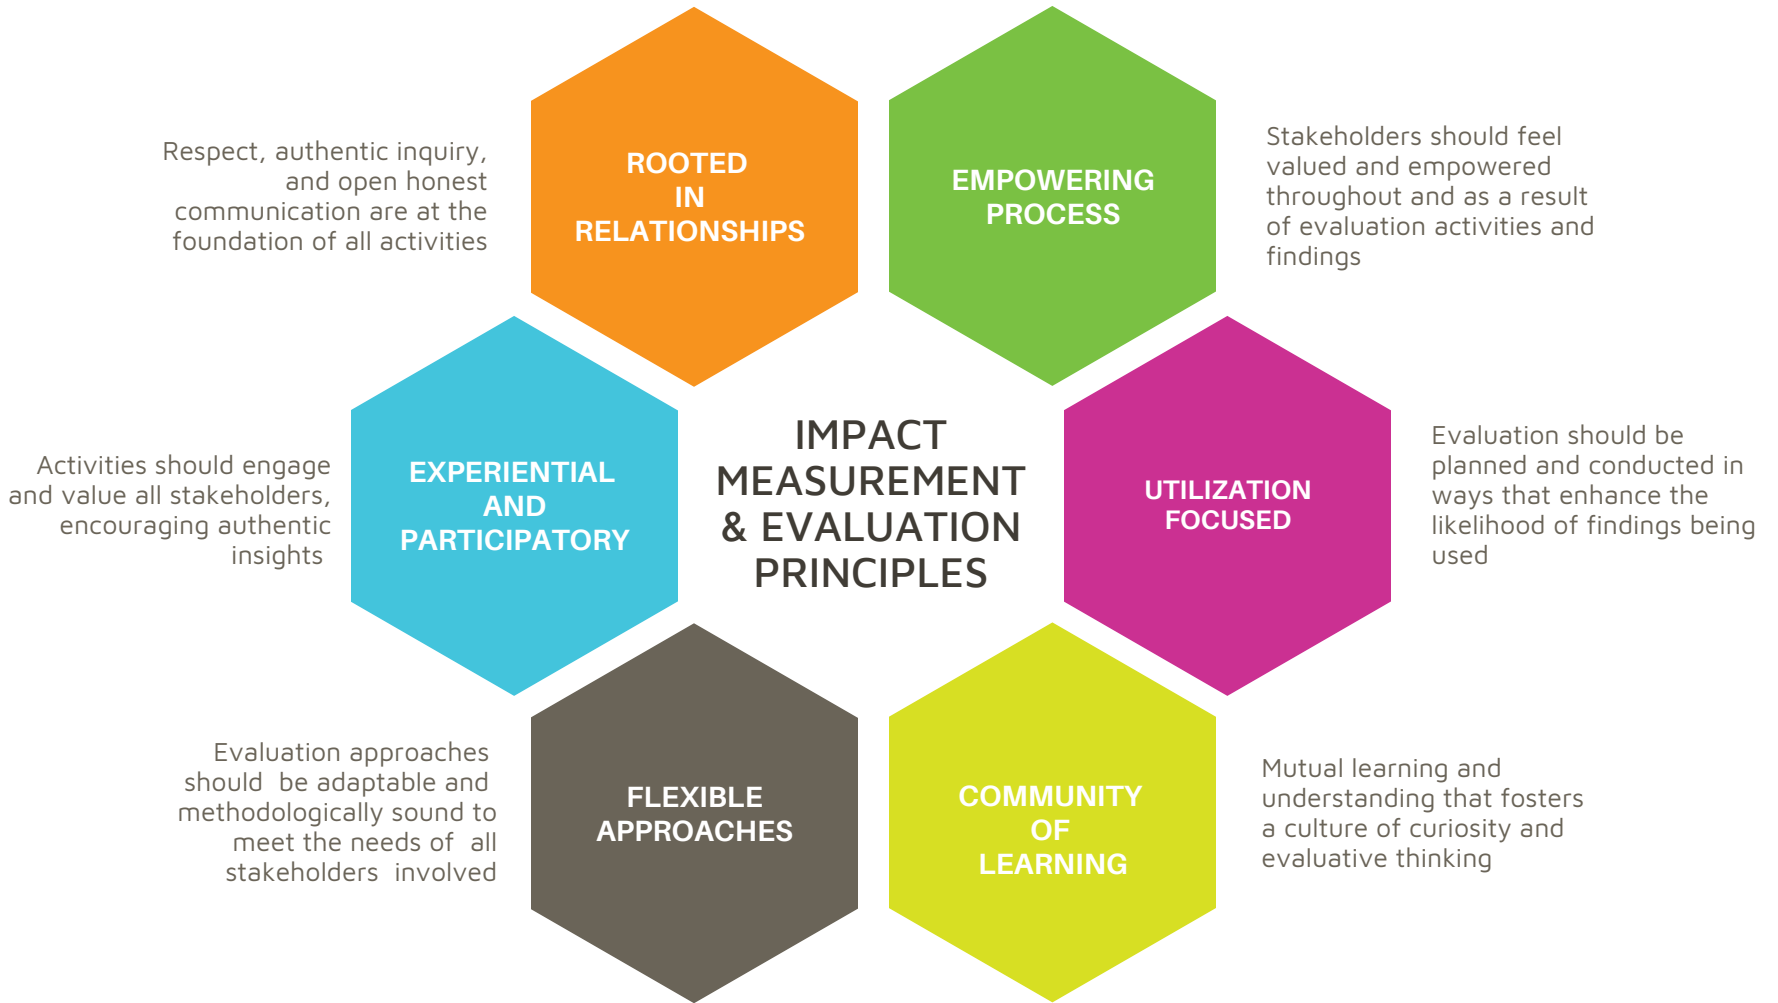 Respect, authentic inquiry,
and open honest
communication are at the
foundation of all activities
ROOTED
IN
RELATIONSHIPS
EMPOWERING
PROCESS
Stakeholders should feel
valued and empowered
throughout and as a result
of evaluation activities and
findings
Activities should engage
and value all stakeholders,
encouraging authentic
insights
EXPERIENTIAL
AND
PARTICIPATORY
IMPACT
MEASUREMENT
& EVALUATION
PRINCIPLES
UTILIZATION
FOCUSED
Evaluation should be
planned and conducted in
ways that enhance the
likelihood of findings being
used
Evaluation approaches
should be adaptable and
methodologically sound to
meet the needs of all
stakeholders involved
FLEXIBLE
APPROACHES
COMMUNITY
OF
LEARNING
Mutual learning and
understanding that fosters
a culture of curiosity and
evaluative thinking